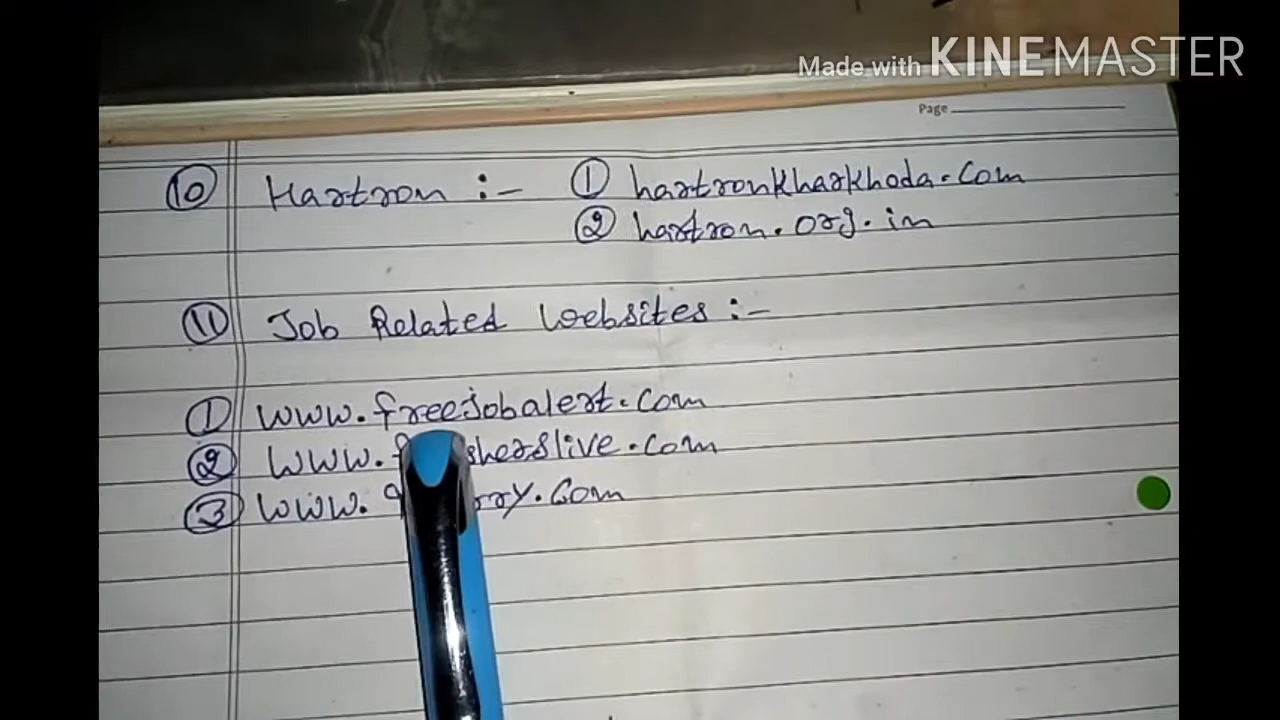 Made with KINEMASTER
Page
10 Hartron :- 1 hartronkharkhoda.com
2 hartron.org.in
11 Job Related Websites :-
1 www.freejobalert.com
2 www.
3 www.